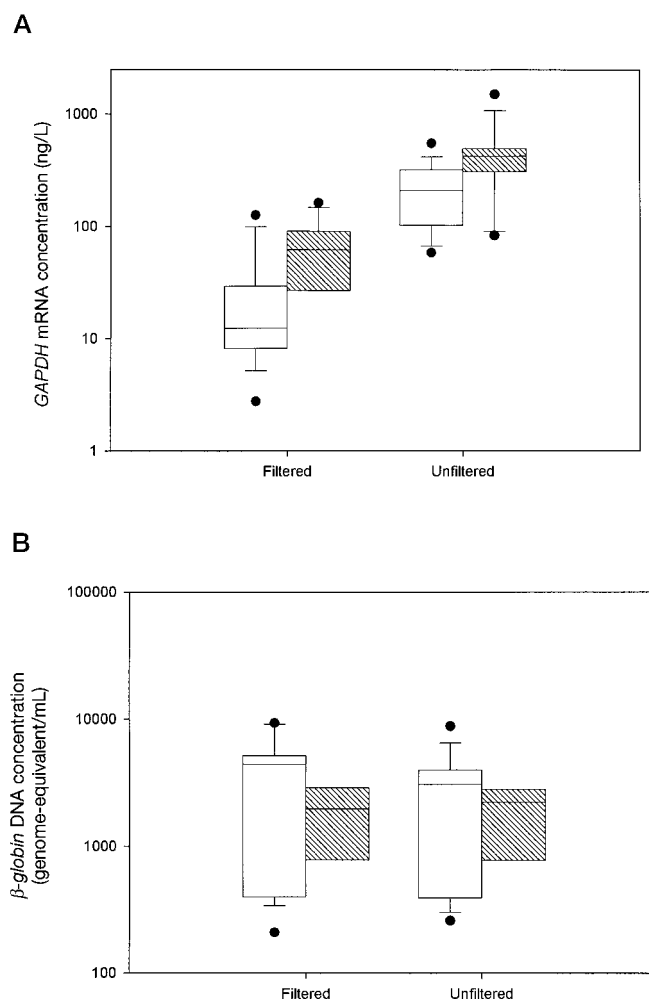 A
GAPDH mRNA concentration (ng/L)
1000
100
10
1
Filtered Unfiltered
B
β-globin DNA concentration
(genome-equivalent/mL)
100000
10000
1000
100
Filtered Unfiltered